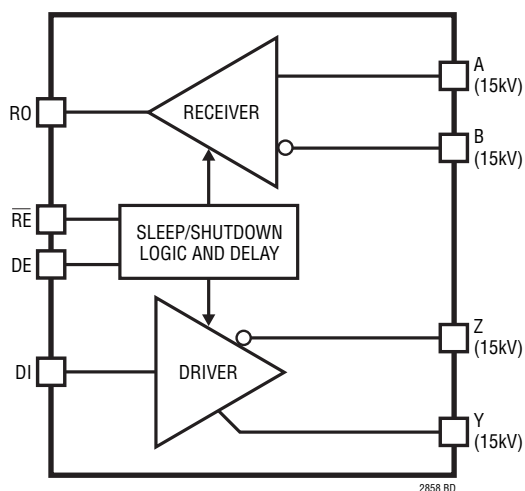 A
(15kV)
RO
RECEIVER
B
(15kV)
RE
SLEEP/SHUTDOWN
LOGIC AND DELAY
DE
Z
(15kV)
DI
DRIVER
Y
(15kV)
2858 BD